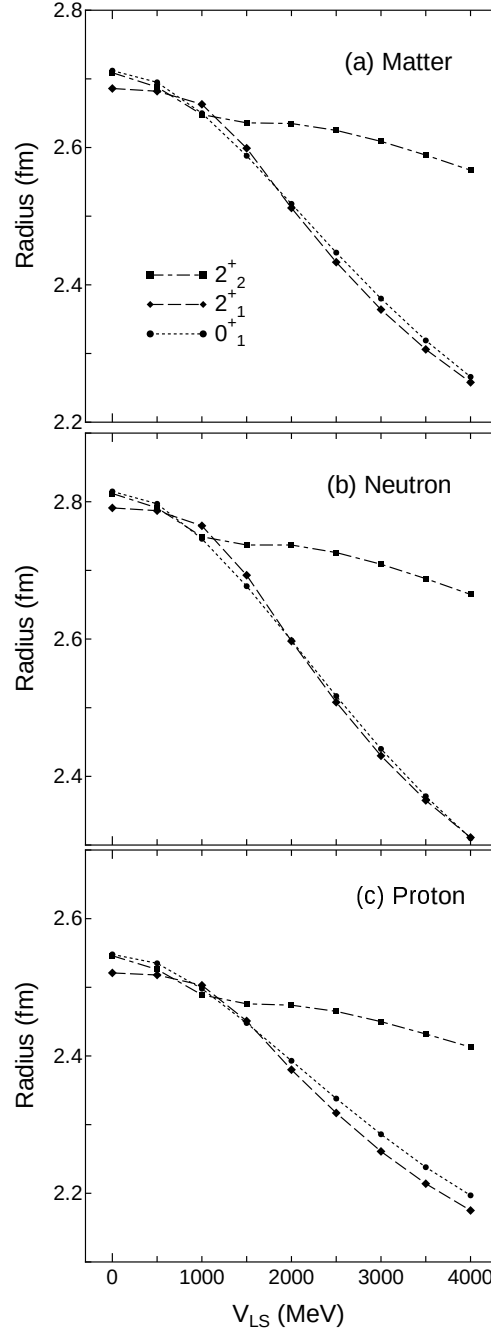 2.8
(a) Matter
2.6
Radius (fm)
2⁺₂
2.4
2⁺₁
0⁺₁
2.2
(b) Neutron
2.8
Radius (fm)
2.6
2.4
(c) Proton
2.6
Radius (fm)
2.4
2.2
0 1000 2000 3000 4000
V_LS (MeV)